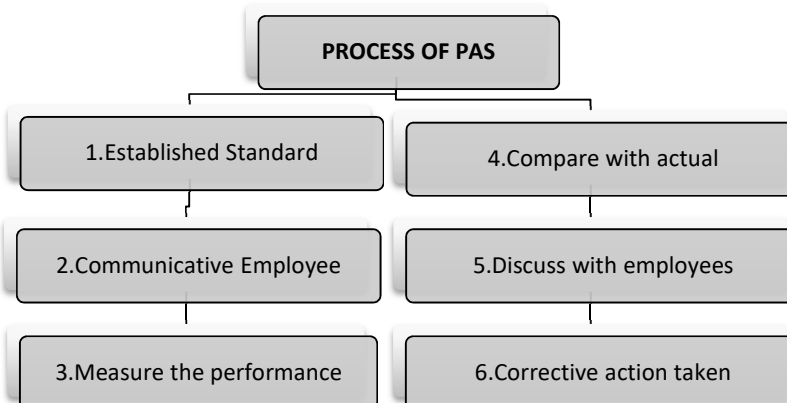 PROCESS OF PAS
1.Established Standard
2.Communicative Employee
3.Measure the performance
4.Compare with actual
5.Discuss with employees
6.Corrective action taken